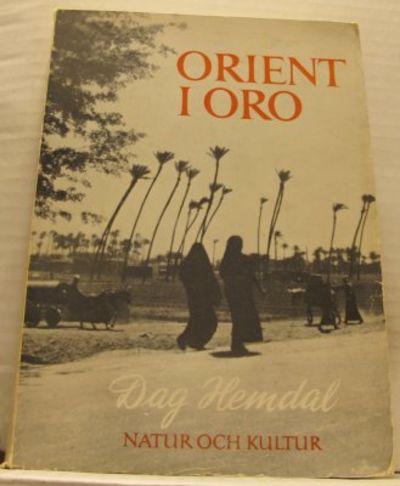 ORIENT
I ORO
Dag Hemdal
NATUR OCH KULTUR